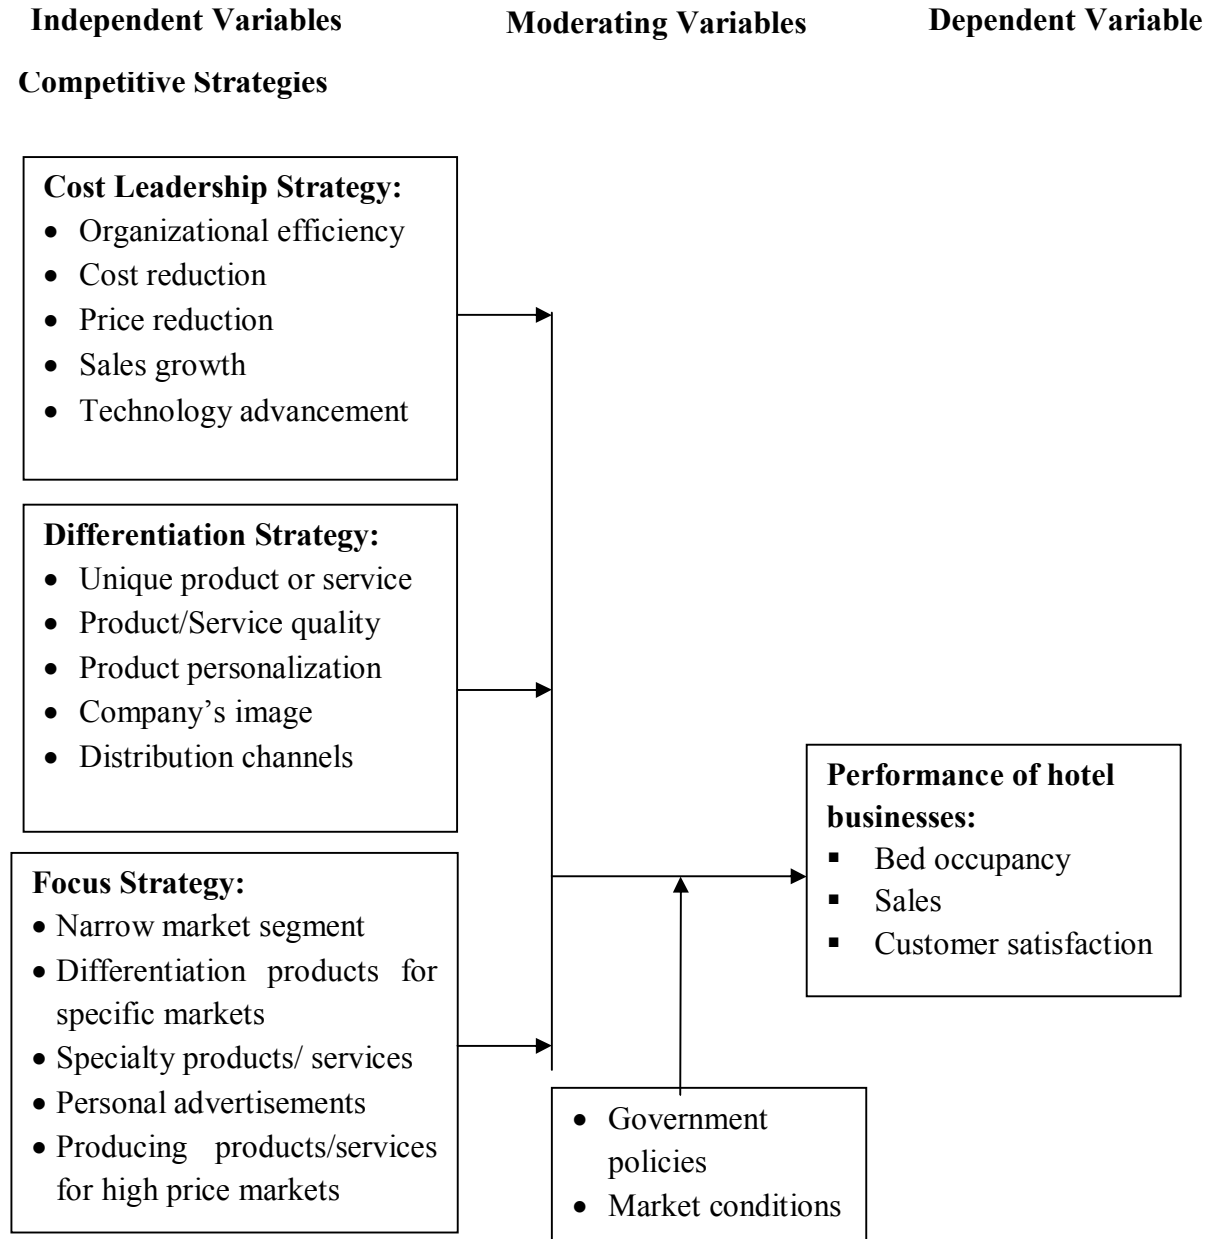 Independent Variables
Moderating Variables
Dependent Variable
Competitive Strategies
Cost Leadership Strategy:
• Organizational efficiency
• Cost reduction
• Price reduction
• Sales growth
• Technology advancement
Differentiation Strategy:
• Unique product or service
• Product/Service quality
• Product personalization
• Company’s image
• Distribution channels
Focus Strategy:
• Narrow market segment
• Differentiation products for
specific markets
• Specialty products/ services
• Personal advertisements
• Producing products/services
for high price markets
• Government
policies
• Market conditions
Performance of hotel
businesses:
▪ Bed occupancy
▪ Sales
▪ Customer satisfaction